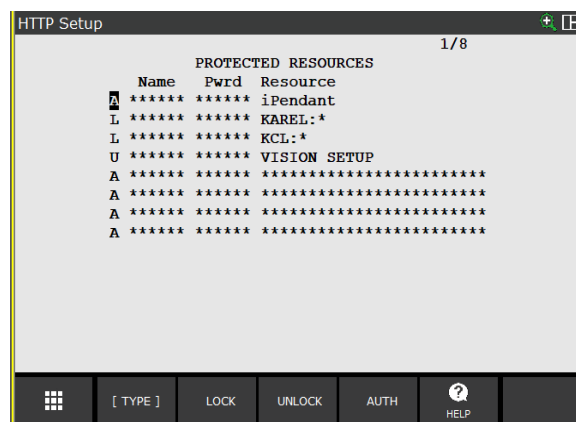 HTTP Setup
1/8
PROTECTED RESOURCES
Name Pwrd Resource
A ****** ****** iPendant
L ****** ****** KAREL:*
L ****** ****** KCL:*
U ****** ****** VISION SETUP
A ****** ****** ************************
A ****** ****** ************************
A ****** ****** ************************
A ****** ****** ************************
[ TYPE ] LOCK UNLOCK AUTH HELP